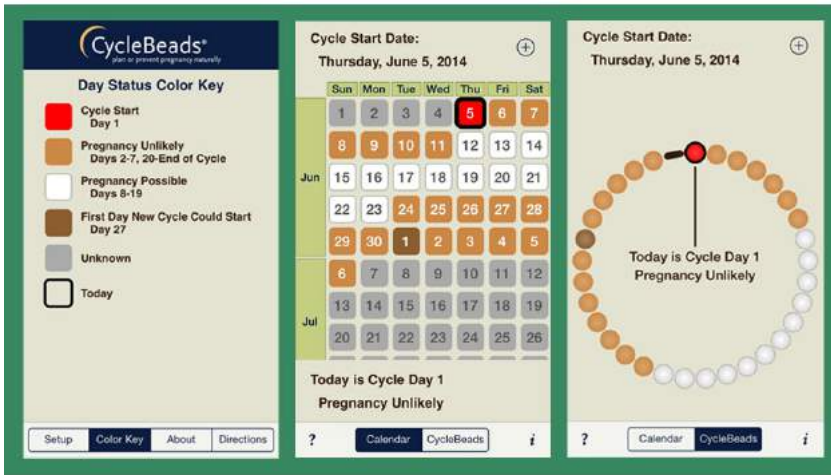 CycleBeads®
plan or prevent pregnancy naturally
Day Status Color Key
Cycle Start
Day 1
Pregnancy Unlikely
Days 2-7, 20-End of Cycle
Pregnancy Possible
Days 8-19
First Day New Cycle Could Start
Day 27
Unknown
Today
Setup Color Key About Directions
Cycle Start Date:
Thursday, June 5, 2014
Sun Mon Tue Wed Thu Fri Sat
1 2 3 4 5 6 7
8 9 10 11 12 13 14
Jun 15 16 17 18 19 20 21
22 23 24 25 26 27 28
29 30 1 2 3 4 5
6 7 8 9 10 11 12
Jul 13 14 15 16 17 18 19
20 21 22 23 24 25 26
Today is Cycle Day 1
Pregnancy Unlikely
? Calendar CycleBeads i
Cycle Start Date:
Thursday, June 5, 2014
Today is Cycle Day 1
Pregnancy Unlikely
? Calendar CycleBeads i